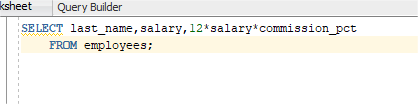 ksheet Query Builder
SELECT last_name,salary,12*salary*commission_pct
FROM employees;